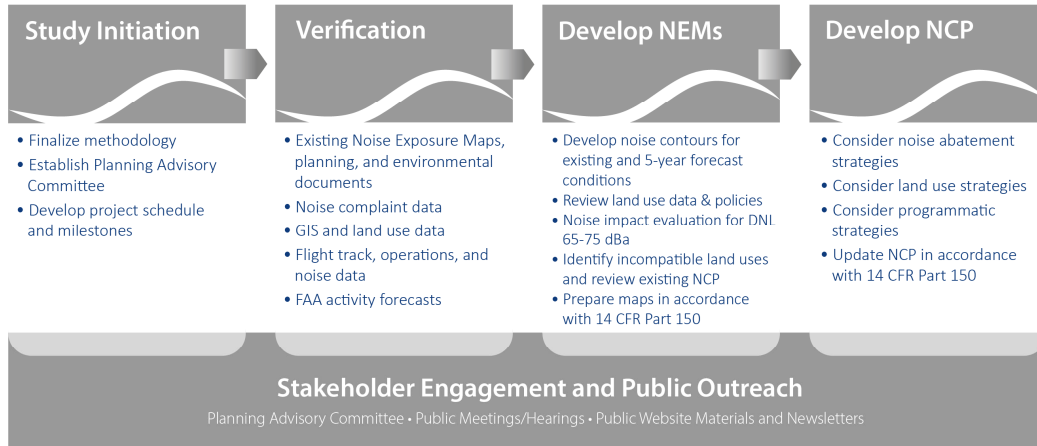 Study Initiation
• Finalize methodology
• Establish Planning Advisory
Committee
• Develop project schedule
and milestones
Verification
• Existing Noise Exposure Maps,
planning, and environmental
documents
• Noise complaint data
• GIS and land use data
• Flight track, operations, and
noise data
• FAA activity forecasts
Develop NEMs
• Develop noise contours for
existing and 5-year forecast
conditions
• Review land use data & policies
• Noise impact evaluation for DNL
65-75 dBa
• Identify incompatible land uses
and review existing NCP
• Prepare maps in accordance
with 14 CFR Part 150
Develop NCP
• Consider noise abatement
strategies
• Consider land use strategies
• Consider programmatic
strategies
• Update NCP in accordance
with 14 CFR Part 150
Stakeholder Engagement and Public Outreach
Planning Advisory Committee • Public Meetings/Hearings • Public Website Materials and Newsletters